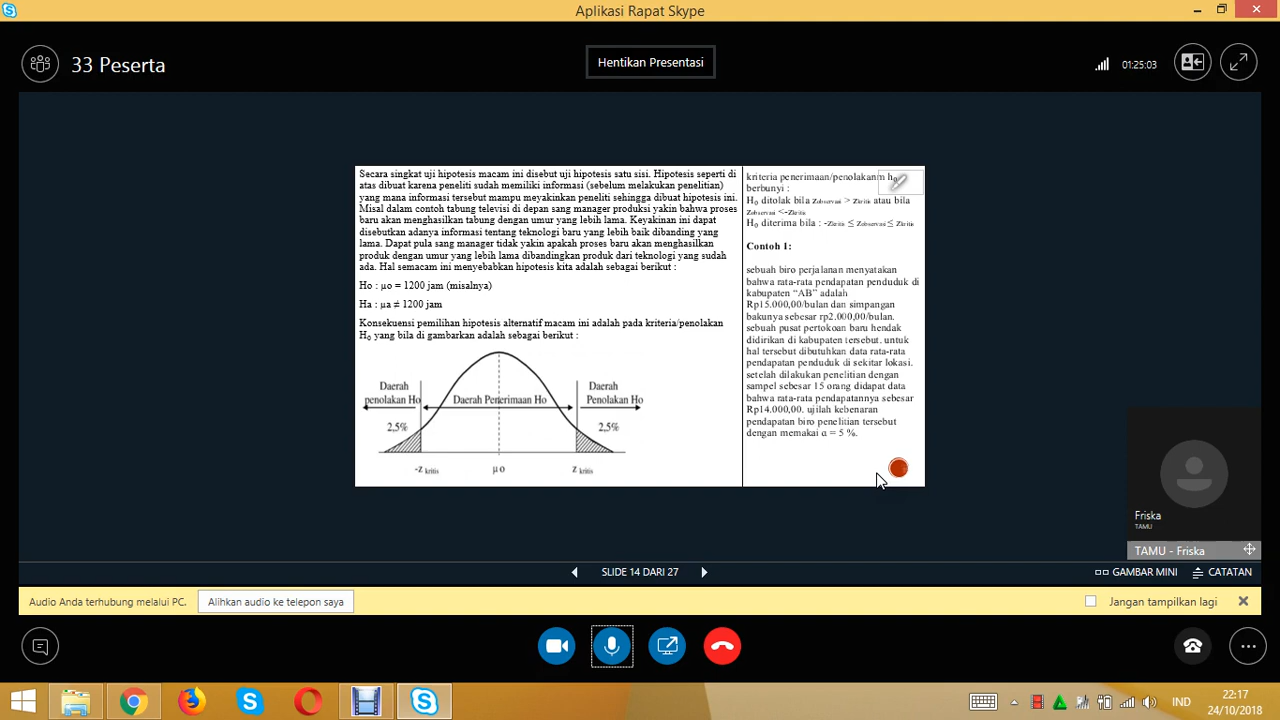 Aplikasi Rapat Skype
33 Peserta
Hentikan Presentasi
01:25:03
Secara singkat uji hipotesis macam ini disebut uji hipotesis satu sisi. Hipotesis seperti di
atas dibuat karena peneliti sudah memiliki informasi (sebelum melakukan penelitian)
yang mana informasi tersebut mampu meyakinkan peneliti sehingga dibuat hipotesis ini.
Misal dalam contoh tabung televisi di depan sang manager produksi yakin bahwa proses
baru akan menghasilkan tabung dengan umur yang lebih lama. Keyakinan ini dapat
disebutkan adanya informasi tentang teknologi baru yang lebih baik dibanding yang
lama. Dapat pula sang manager tidak yakin apakah proses baru akan menghasilkan
produk dengan umur yang lebih lama dibandingkan produk dari teknologi yang sudah
ada. Hal semacam ini menyebabkan hipotesis kita adalah sebagai berikut :
Ho : µo = 1200 jam (misalnya)
Ha : µa ≠ 1200 jam
Konsekuensi pemilihan hipotesis alternatif macam ini adalah pada kriteria/penolakan
H₀ yang bila di gambarkan adalah sebagai berikut :
Daerah
penolakan Ho
Daerah Penerimaan Ho
Daerah
Penolakan Ho
2,5%
2,5%
-z kritis
µ o
z kritis
kriteria penerimaan/penolakanm h₀
berbunyi :
H₀ ditolak bila Zobservasi > Zkritis atau bila
Zobservasi <-Zkritis
H₀ diterima bila : -Zkritis ≤ Zobservasi ≤ Zkritis
Contoh 1:
sebuah biro perjalanan menyatakan
bahwa rata-rata pendapatan penduduk di
kabupaten “AB” adalah
Rp15.000,00/bulan dan simpangan
bakunya sebesar rp2.000,00/bulan.
sebuah pusat pertokoan baru hendak
didirikan di kabupaten tersebut. untuk
hal tersebut dibutuhkan data rata-rata
pendapatan penduduk di sekitar lokasi.
setelah dilakukan penelitian dengan
sampel sebesar 15 orang didapat data
bahwa rata-rata pendapatannya sebesar
Rp14.000,00. ujilah kebenaran
pendapatan biro penelitian tersebut
dengan memakai α = 5 %.
Friska
TAMU
TAMU - Friska
SLIDE 14 DARI 27
GAMBAR MINI
CATATAN
Audio Anda terhubung melalui PC.
Alihkan audio ke telepon saya
Jangan tampilkan lagi
IND
22:17
24/10/2018